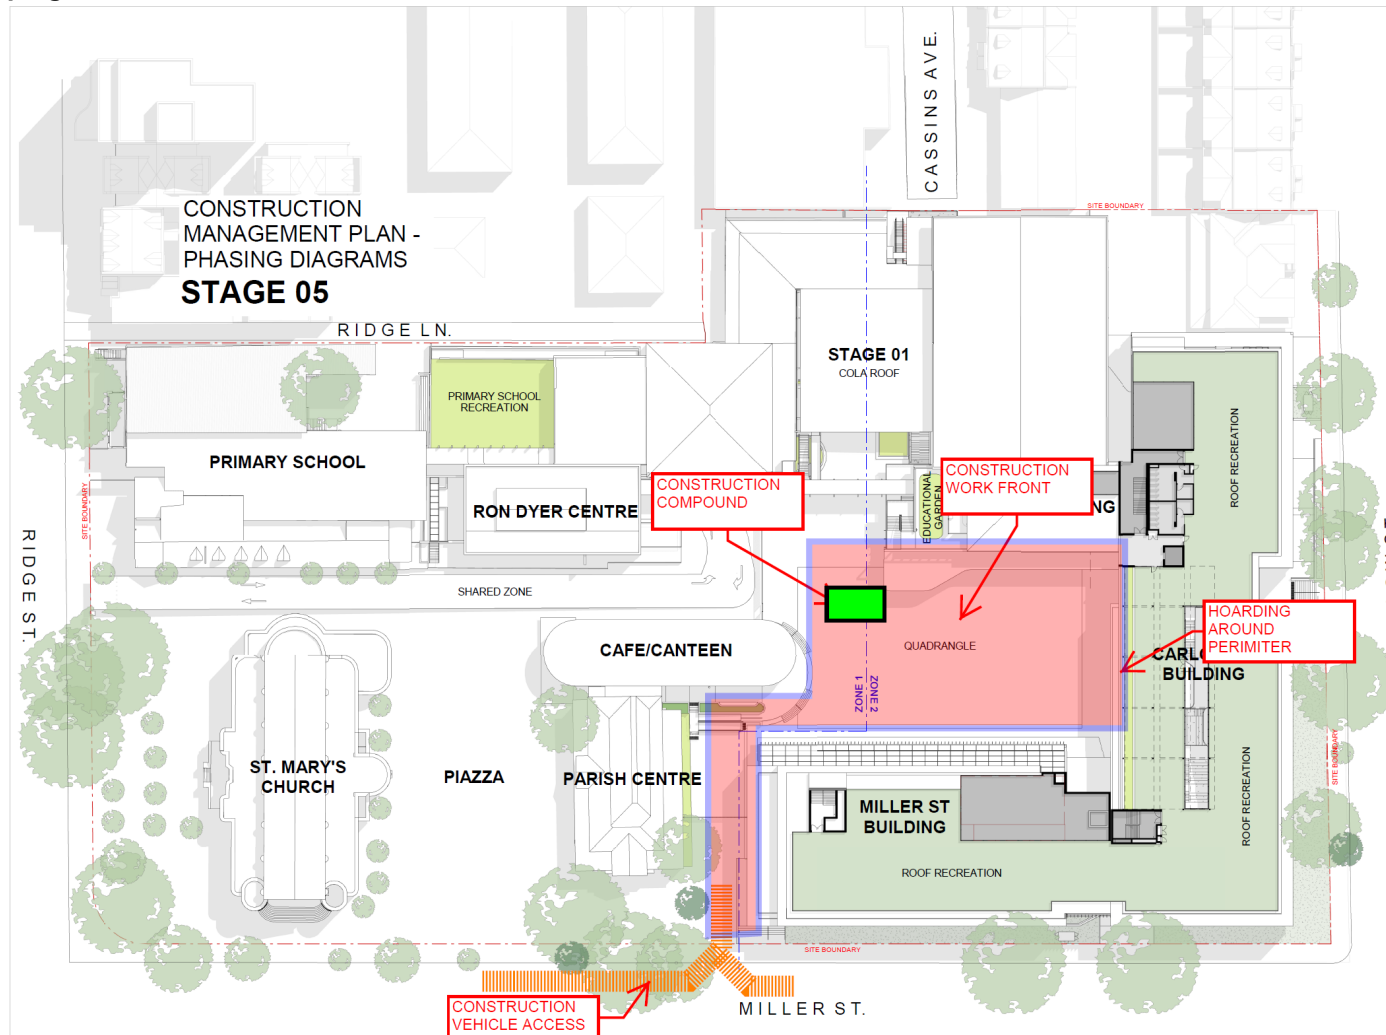 CASSINS AVE.
CONSTRUCTION
MANAGEMENT PLAN -
PHASING DIAGRAMS
STAGE 05
SITE BOUNDARY
RIDGE LN.
STAGE 01
COLA ROOF
PRIMARY SCHOOL
RECREATION
ROOF RECREATION
PRIMARY SCHOOL
CONSTRUCTION
COMPOUND
CONSTRUCTION
WORK FRONT
EDUCATIONAL
GARDEN
RON DYER CENTRE
SITE BOUNDARY
RIDGE ST.
SHARED ZONE
HOARDING
AROUND
PERIMITER
QUADRANGLE
CAFE/CANTEEN
BUILDING
ZONE 1
ZONE 2
ST. MARY'S
CHURCH
PIAZZA
PARISH CENTRE
MILLER ST
BUILDING
ROOF RECREATION
SITE BOUNDARY
ROOF RECREATION
SITE BOUNDARY
CONSTRUCTION
VEHICLE ACCESS
MILLER ST.